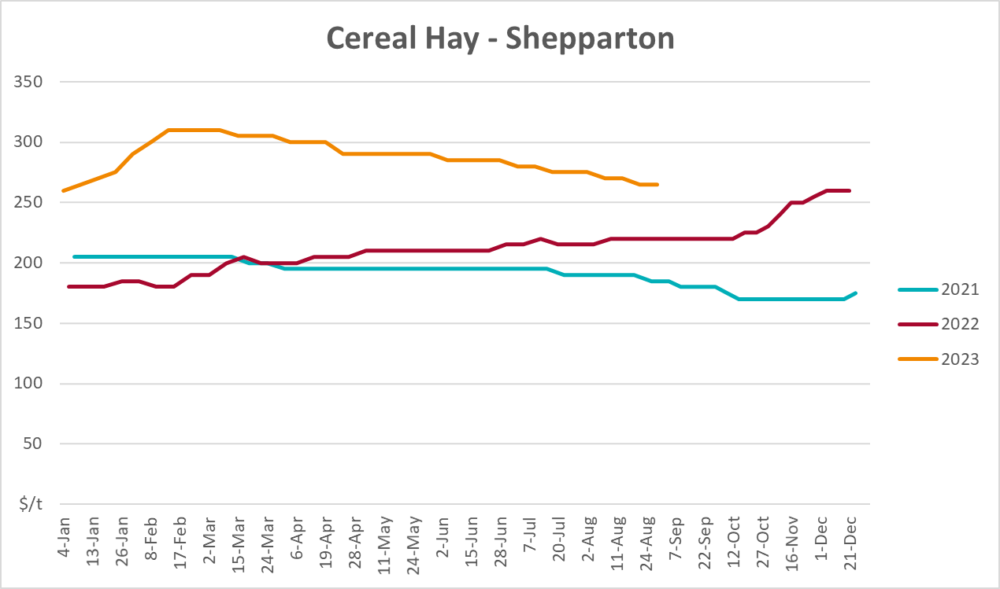 Cereal Hay - Shepparton
350
300
250
200
150
100
50
$/t
4-Jan
13-Jan
26-Jan
8-Feb
17-Feb
2-Mar
15-Mar
24-Mar
6-Apr
19-Apr
28-Apr
11-May
24-May
2-Jun
15-Jun
28-Jun
7-Jul
20-Jul
2-Aug
11-Aug
24-Aug
7-Sep
22-Sep
12-Oct
27-Oct
16-Nov
1-Dec
21-Dec
2021
2022
2023